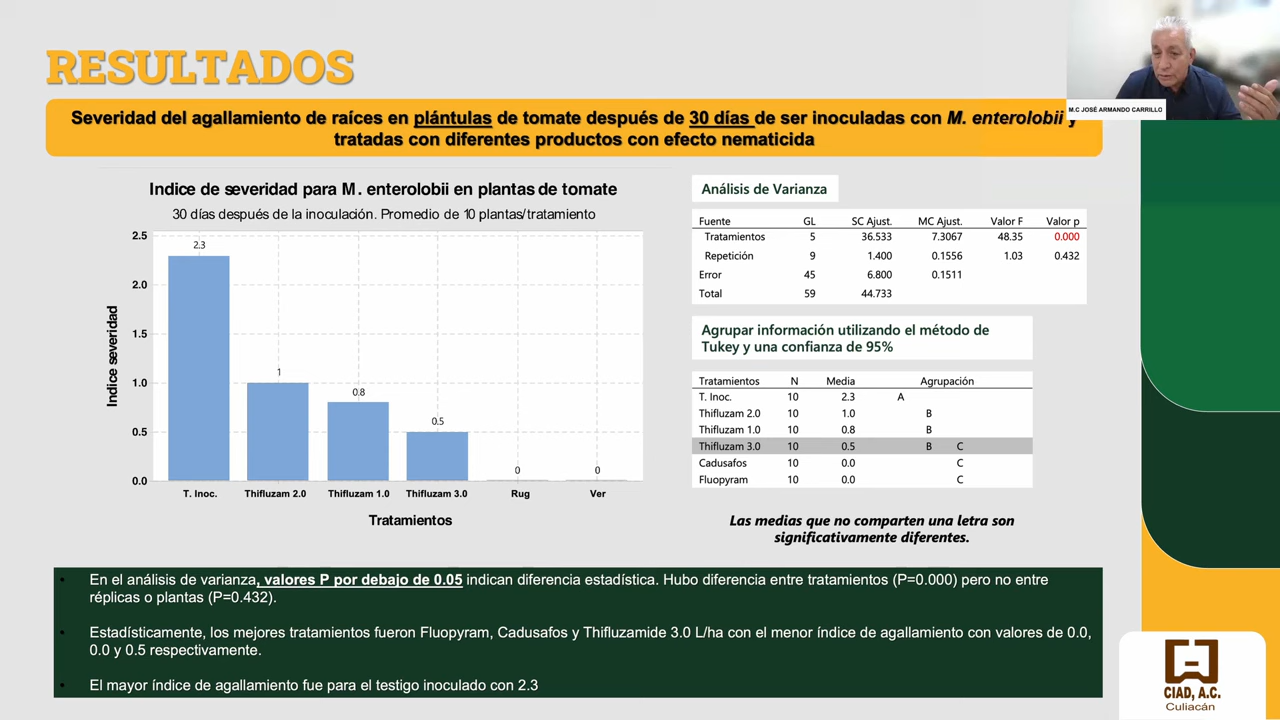 RESULTADOS
M.C JOSÉ ARMANDO CARRILLO
Severidad del agallamiento de raíces en plántulas de tomate después de 30 días de ser inoculadas con M. enterolobii y
tratadas con diferentes productos con efecto nematicida
Indice de severidad para M. enterolobii en plantas de tomate
30 días después de la inoculación. Promedio de 10 plantas/tratamiento
Indice severidad
2.5
2.0
1.5
1.0
0.5
0.0
2.3
1
0.8
0.5
0
0
T. Inoc. Thifluzam 2.0 Thifluzam 1.0 Thifluzam 3.0 Rug Ver
Tratamientos
Análisis de Varianza
Fuente GL SC Ajust. MC Ajust. Valor F Valor p
Tratamientos 5 36.533 7.3067 48.35 0.000
Repetición 9 1.400 0.1556 1.03 0.432
Error 45 6.800 0.1511
Total 59 44.733
Agrupar información utilizando el método de
Tukey y una confianza de 95%
Tratamientos N Media Agrupación
T. Inoc. 10 2.3 A
Thifluzam 2.0 10 1.0 B
Thifluzam 1.0 10 0.8 B
Thifluzam 3.0 10 0.5 B C
Cadusafos 10 0.0 C
Fluopyram 10 0.0 C
Las medias que no comparten una letra son
significativamente diferentes.
• En el análisis de varianza, valores P por debajo de 0.05 indican diferencia estadística. Hubo diferencia entre tratamientos (P=0.000) pero no entre
réplicas o plantas (P=0.432).
• Estadísticamente, los mejores tratamientos fueron Fluopyram, Cadusafos y Thifluzamide 3.0 L/ha con el menor índice de agallamiento con valores de 0.0,
0.0 y 0.5 respectivamente.
• El mayor índice de agallamiento fue para el testigo inoculado con 2.3
CIAD, A.C.
Culiacán